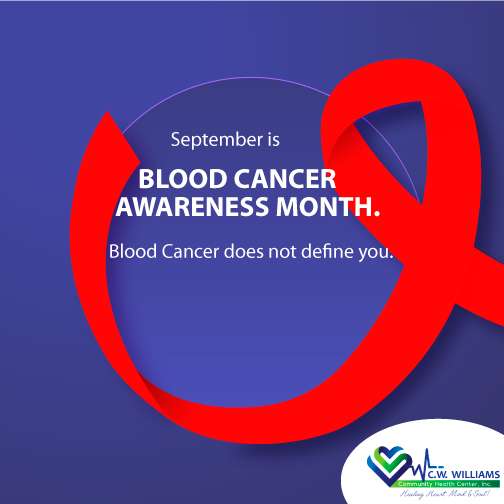 September is
BLOOD CANCER
AWARENESS MONTH.
Blood Cancer does not define you.
C.W. WILLIAMS
Community Health Center, Inc.
Healing Heart, Mind & Soul!